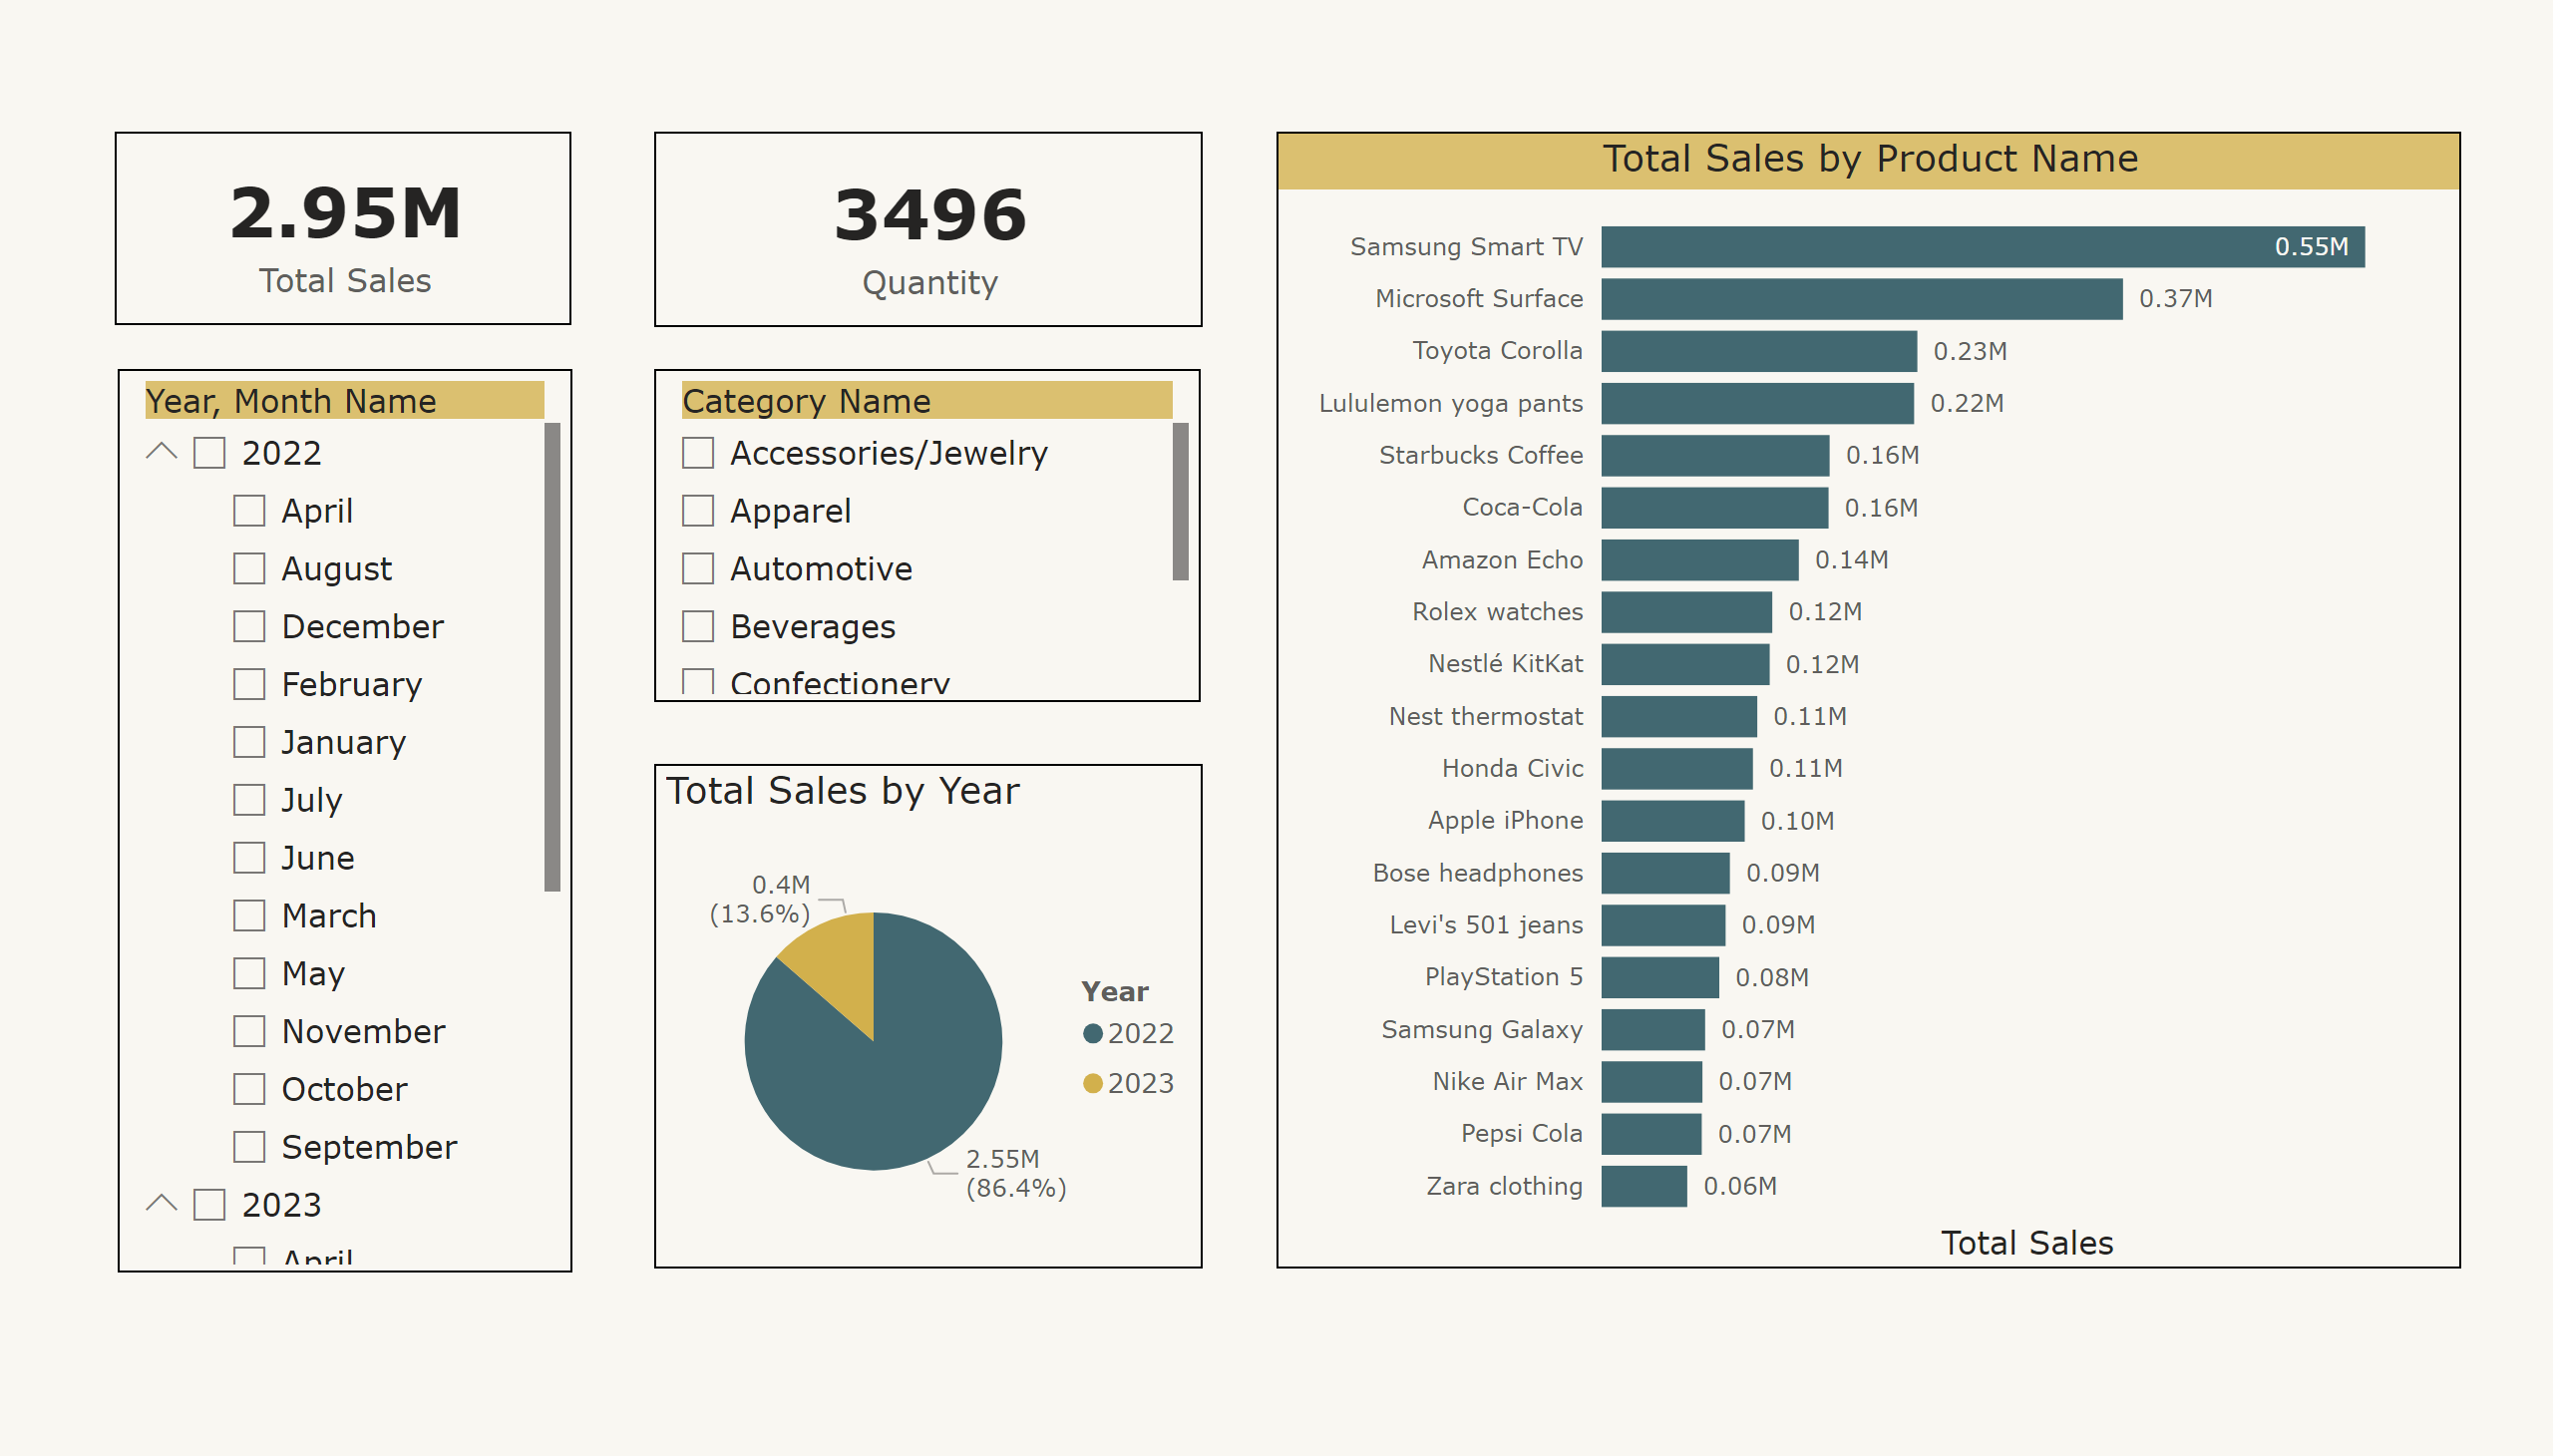 2.95M
Total Sales
3496
Quantity
Year, Month Name
2022
April
August
December
February
January
July
June
March
May
November
October
September
2023
April
Category Name
Accessories/Jewelry
Apparel
Automotive
Beverages
Confectionery
Total Sales by Year
0.4M
(13.6%)
Year
2022
2023
2.55M
(86.4%)
Total Sales by Product Name
Samsung Smart TV 0.55M
Microsoft Surface 0.37M
Toyota Corolla 0.23M
Lululemon yoga pants 0.22M
Starbucks Coffee 0.16M
Coca-Cola 0.16M
Amazon Echo 0.14M
Rolex watches 0.12M
Nestlé KitKat 0.12M
Nest thermostat 0.11M
Honda Civic 0.11M
Apple iPhone 0.10M
Bose headphones 0.09M
Levi's 501 jeans 0.09M
PlayStation 5 0.08M
Samsung Galaxy 0.07M
Nike Air Max 0.07M
Pepsi Cola 0.07M
Zara clothing 0.06M
Total Sales